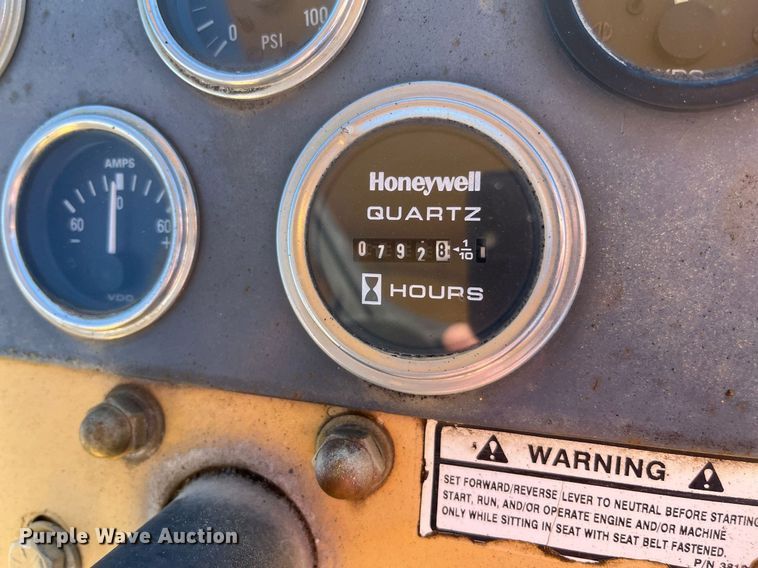 0
100
PSI
AMPS
60
0
60
-
+
VDO
Honeywell
QUARTZ
0792 8 1/10
HOURS
WARNING
SET FORWARD/REVERSE LEVER TO NEUTRAL BEFORE STARTING
START, RUN, AND/OR OPERATE ENGINE AND/OR MACHINE
ONLY WHILE SITTING IN SEAT WITH SEAT BELT FASTENED.
P/N
Purple Wave Auction